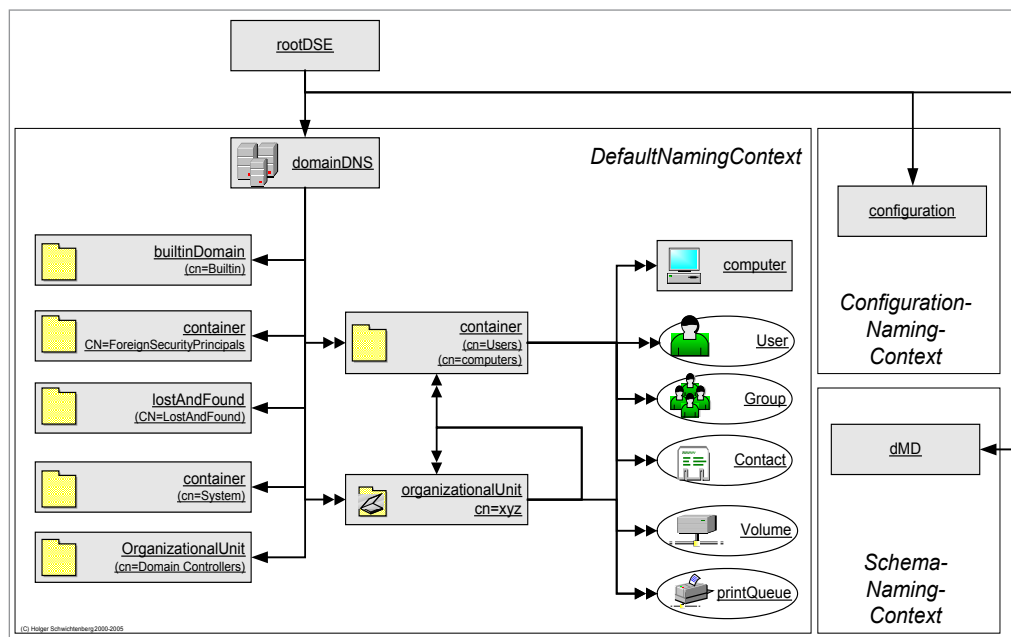 rootDSE
domainDNS
DefaultNamingContext
builtinDomain
(cn=Builtin)
container
CN=ForeignSecurityPrincipals
lostAndFound
(CN=LostAndFound)
container
(cn=System)
OrganizationalUnit
(cn=Domain Controllers)
container
(cn=Users)
(cn=computers)
organizationalUnit
cn=xyz
computer
User
Group
Contact
Volume
printQueue
configuration
Configuration-
Naming-
Context
dMD
Schema-
Naming-
Context
(C) Holger Schwichtenberg 2000-2005